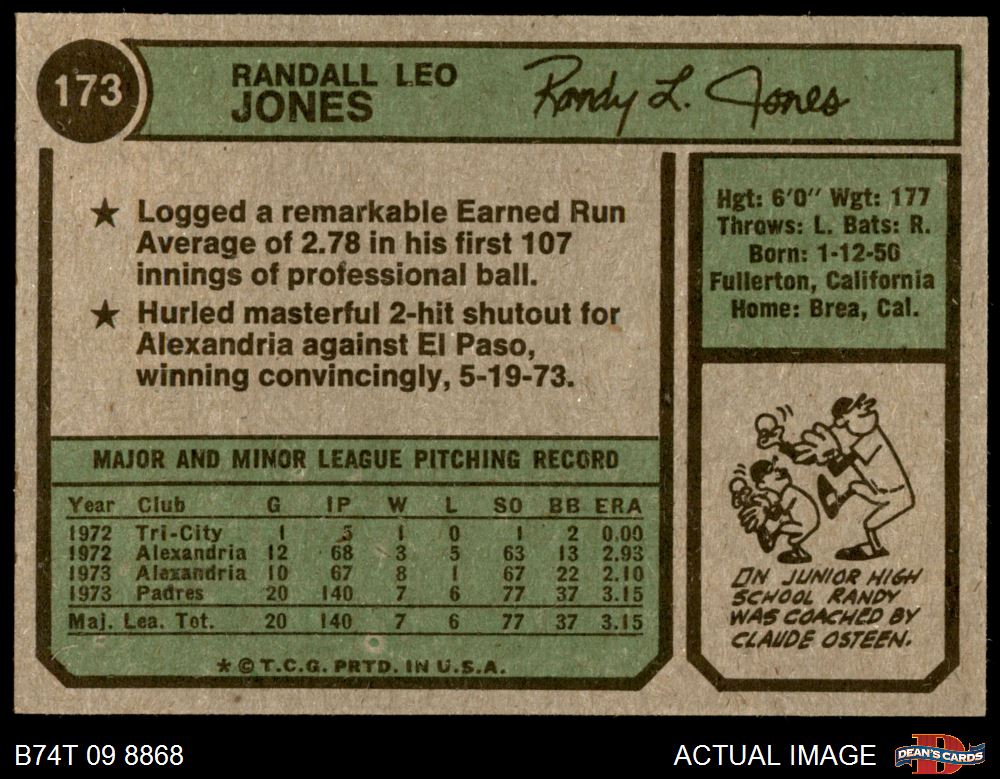 173
RANDALL LEO
JONES
Randy L. Jones
★ Logged a remarkable Earned Run
Average of 2.78 in his first 107
innings of professional ball.
★ Hurled masterful 2-hit shutout for
Alexandria against El Paso,
winning convincingly, 5-19-73.
Hgt: 6'0" Wgt: 177
Throws: L. Bats: R.
Born: 1-12-50
Fullerton, California
Home: Brea, Cal.
MAJOR AND MINOR LEAGUE PITCHING RECORD
Year Club G IP W L SO BB ERA
1972 Tri-City 1 5 1 0 1 2 0.00
1972 Alexandria 12 68 3 5 63 13 2.93
1973 Alexandria 10 67 8 1 67 22 2.10
1973 Padres 20 140 7 6 77 37 3.15
Maj. Lea. Tot. 20 140 7 6 77 37 3.15
★ © T.C.G. PRTD. IN U.S.A.
IN JUNIOR HIGH
SCHOOL RANDY
WAS COACHED BY
CLAUDE OSTEEN.
B74T 09 8868
ACTUAL IMAGE
D
DEAN'S CARDS